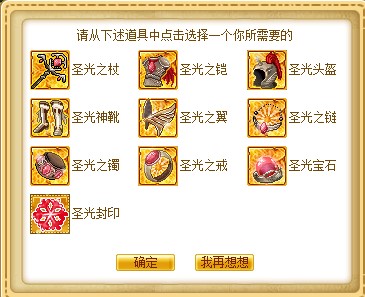 请从下述道具中点击选择一个你所需要的
圣光之杖 圣光之铠 圣光头盔
圣光神靴 圣光之翼 圣光之链
圣光之镯 圣光之戒 圣光宝石
圣光封印
确定 我再想想